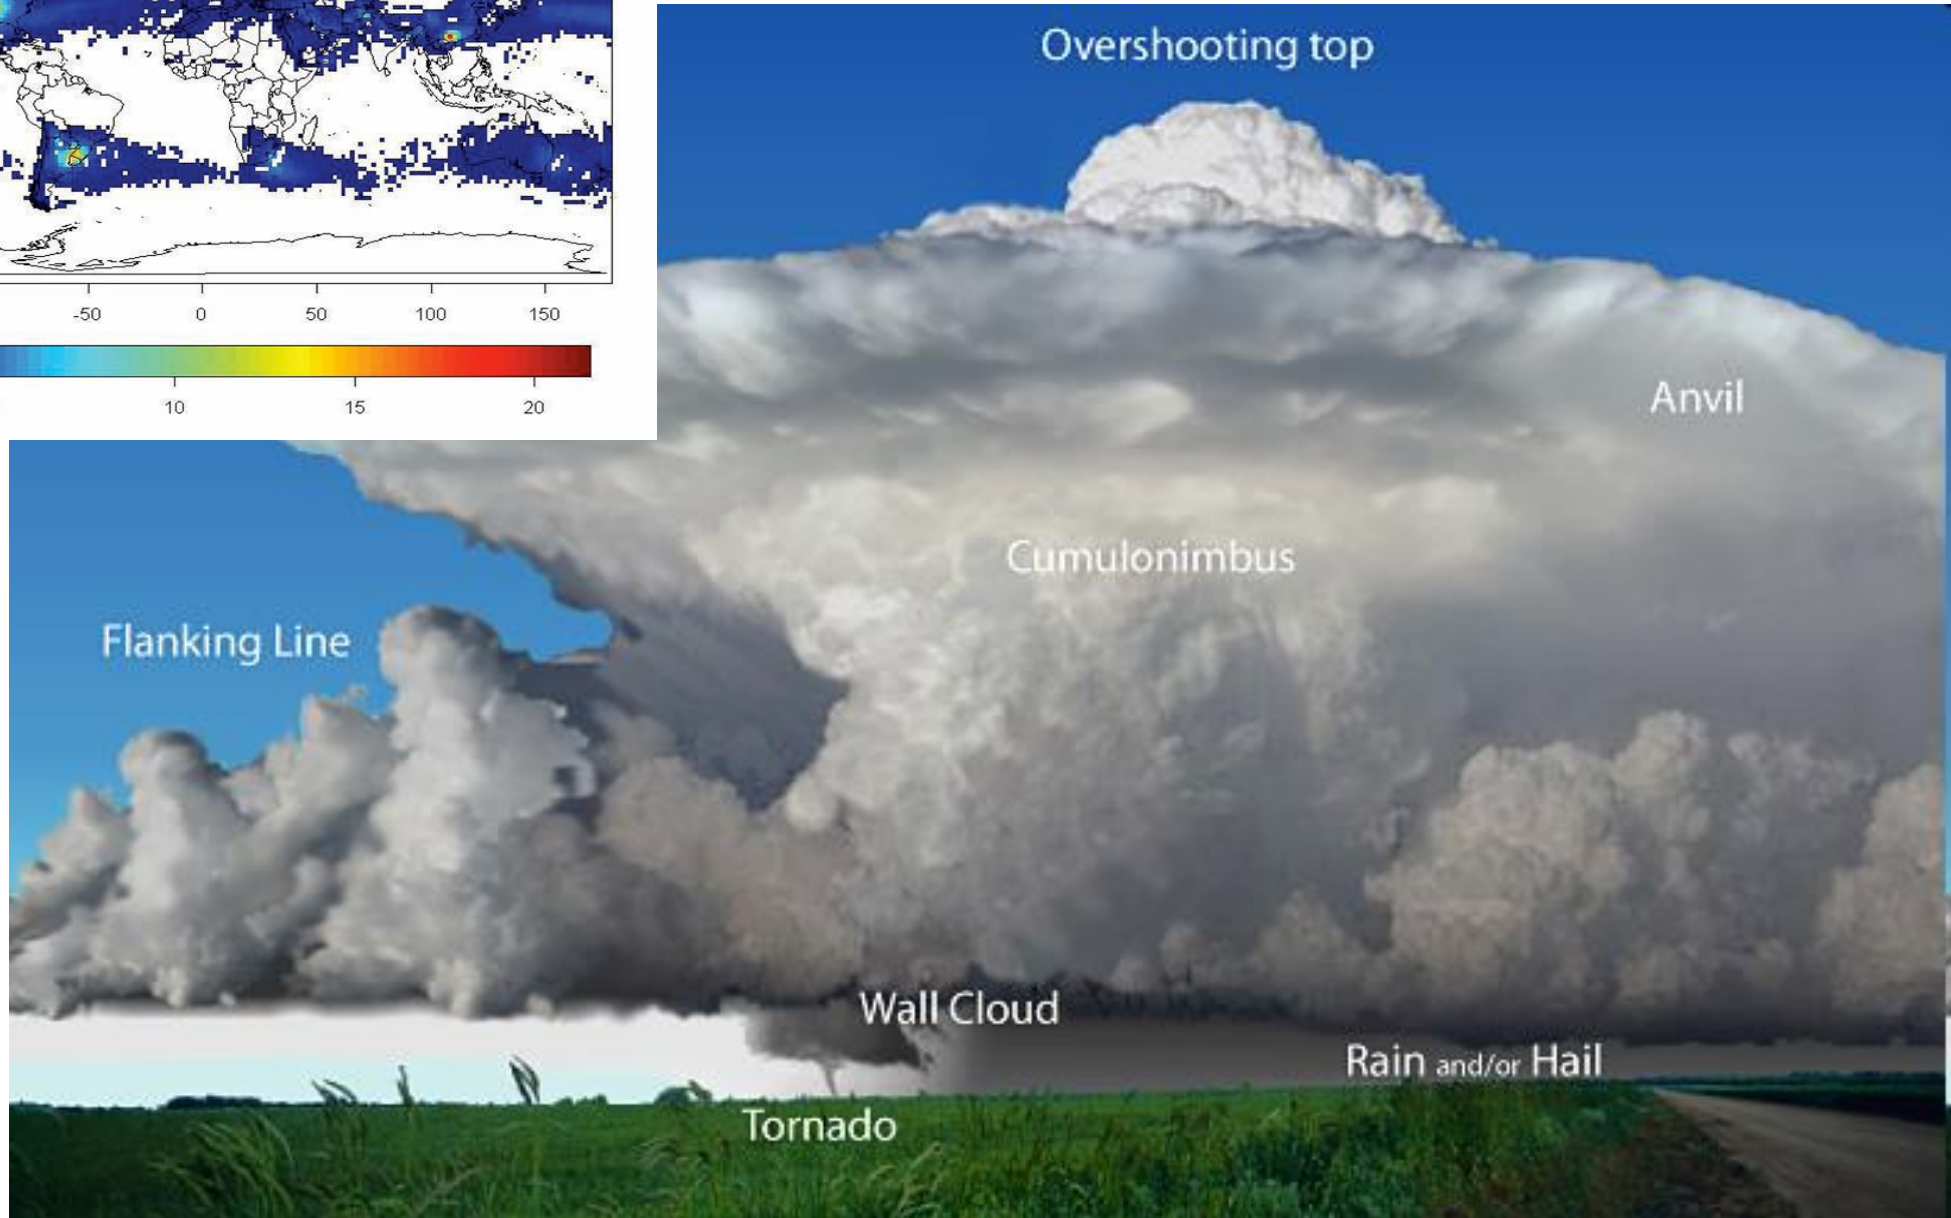 Overshooting top
-50 0 50 100 150
10 15 20
Anvil
Cumulonimbus
Flanking Line
Wall Cloud
Rain and/or Hail
Tornado